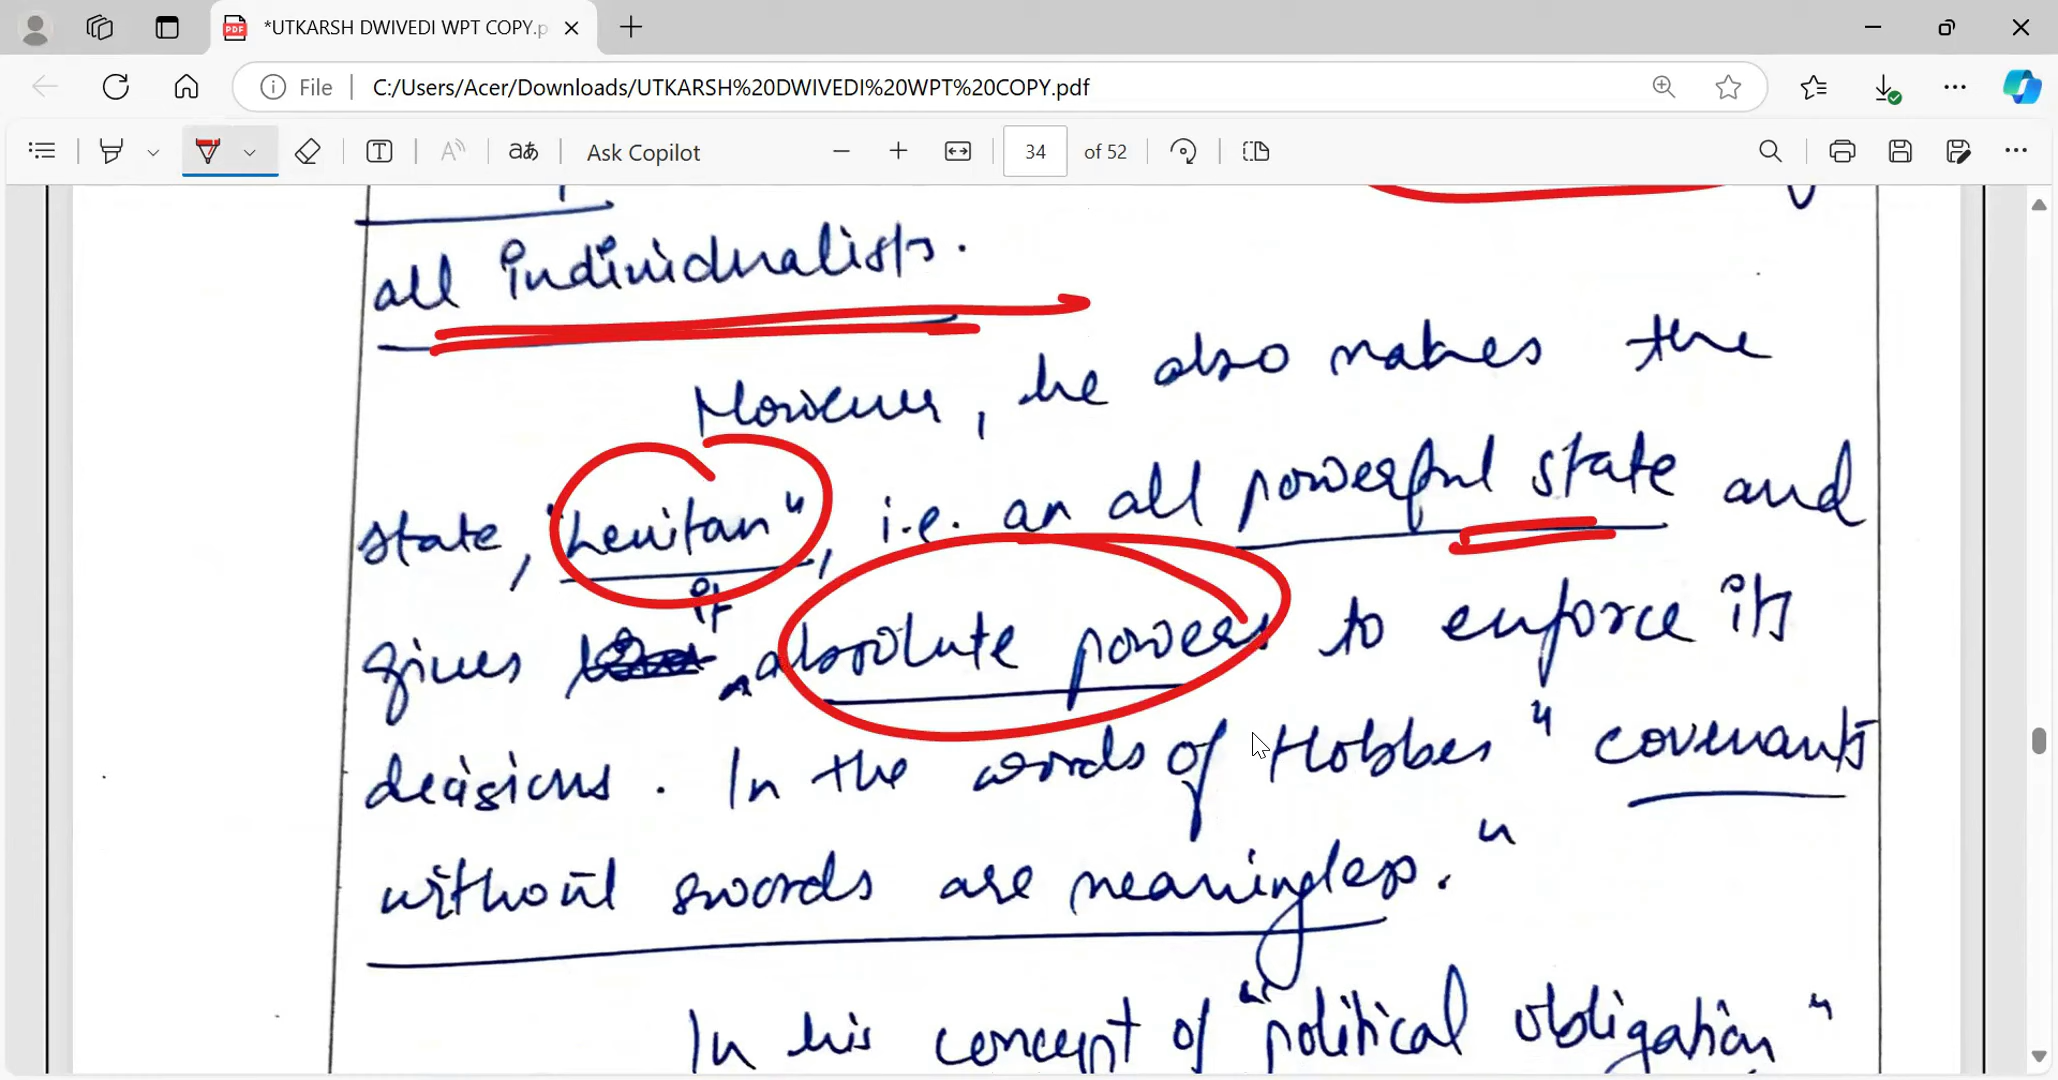 *UTKARSH DWIVEDI WPT COPY.p
File C:/Users/Acer/Downloads/UTKARSH%20DWIVEDI%20WPT%20COPY.pdf
Ask Copilot 34 of 52
all individualists.
However, he also makes the
state, "Levitan", i.e. an all powerful state and
it
gives absolute powers to enforce its
decisions. In the words of Hobbes "covenants
without swords are meaningless."
In his concept of "political obligation"